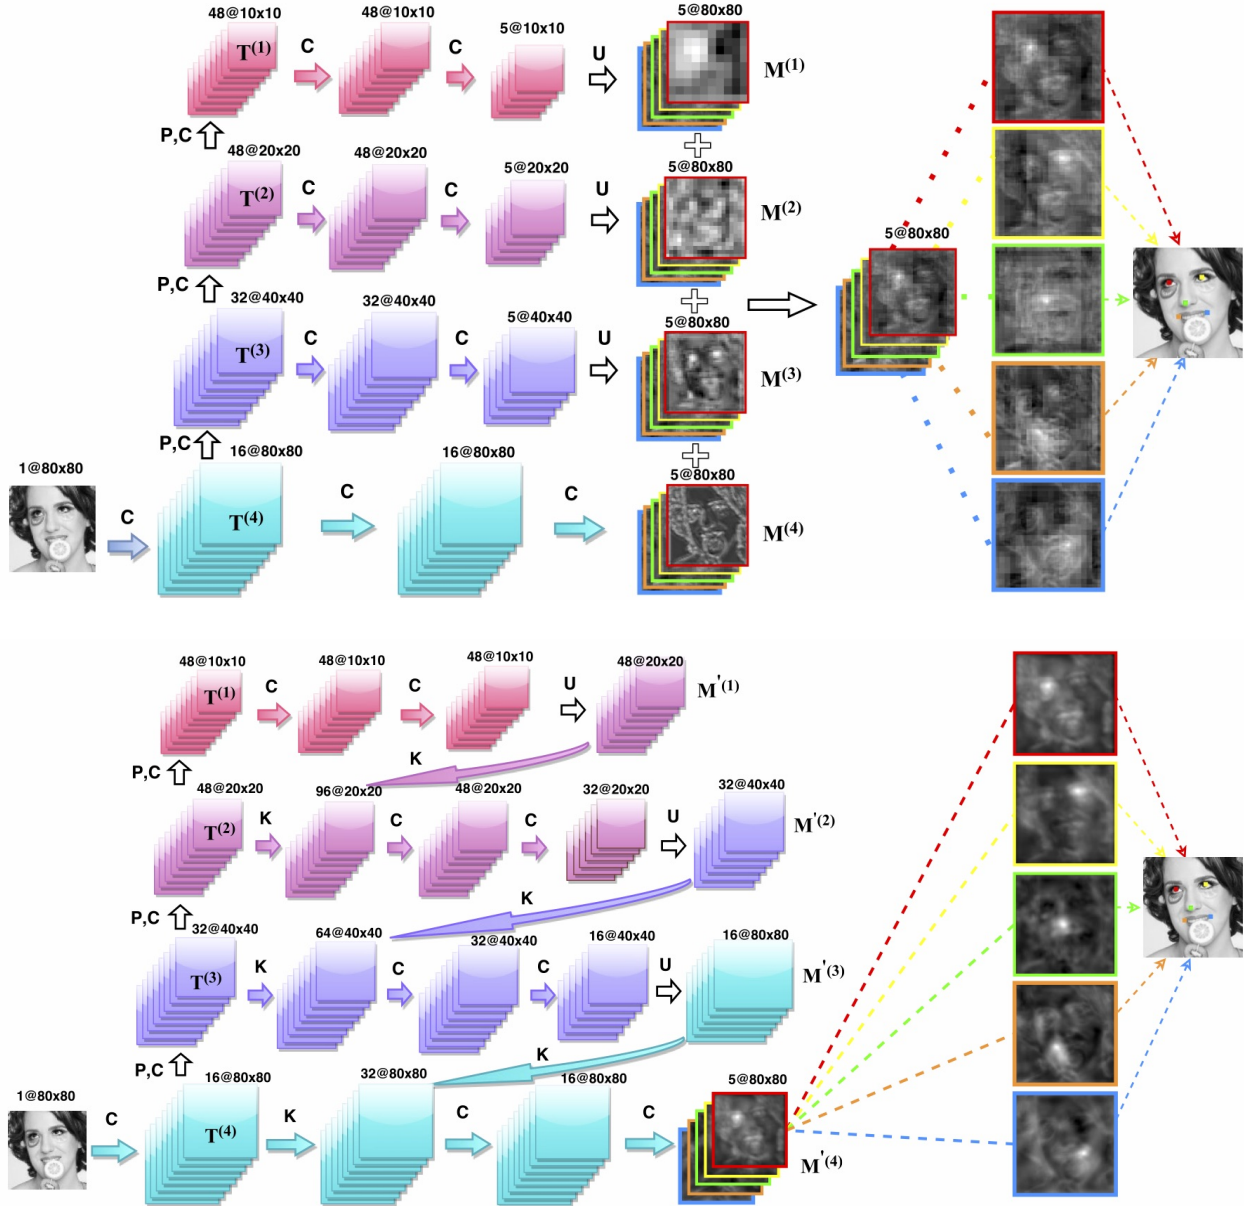 48@10x10 48@10x10 5@10x10 5@80x80
T(1) C C U M(1)
P,C
48@20x20 48@20x20 5@20x20 5@80x80
T(2) C C U M(2)
5@80x80
P,C
32@40x40 32@40x40 5@40x40 5@80x80
T(3) C C U M(3)
P,C
1@80x80 16@80x80 16@80x80 5@80x80
C T(4) C C M(4)
48@10x10 48@10x10 48@10x10 48@20x20
T(1) C C U M'(1)
K
P,C
48@20x20 96@20x20 48@20x20 32@20x20 32@40x40
T(2) K C C U M'(2)
K
P,C
32@40x40 64@40x40 32@40x40 16@40x40 16@80x80
T(3) K C C U M'(3)
K
P,C
1@80x80 16@80x80 32@80x80 16@80x80 5@80x80
C T(4) K C C M'(4)